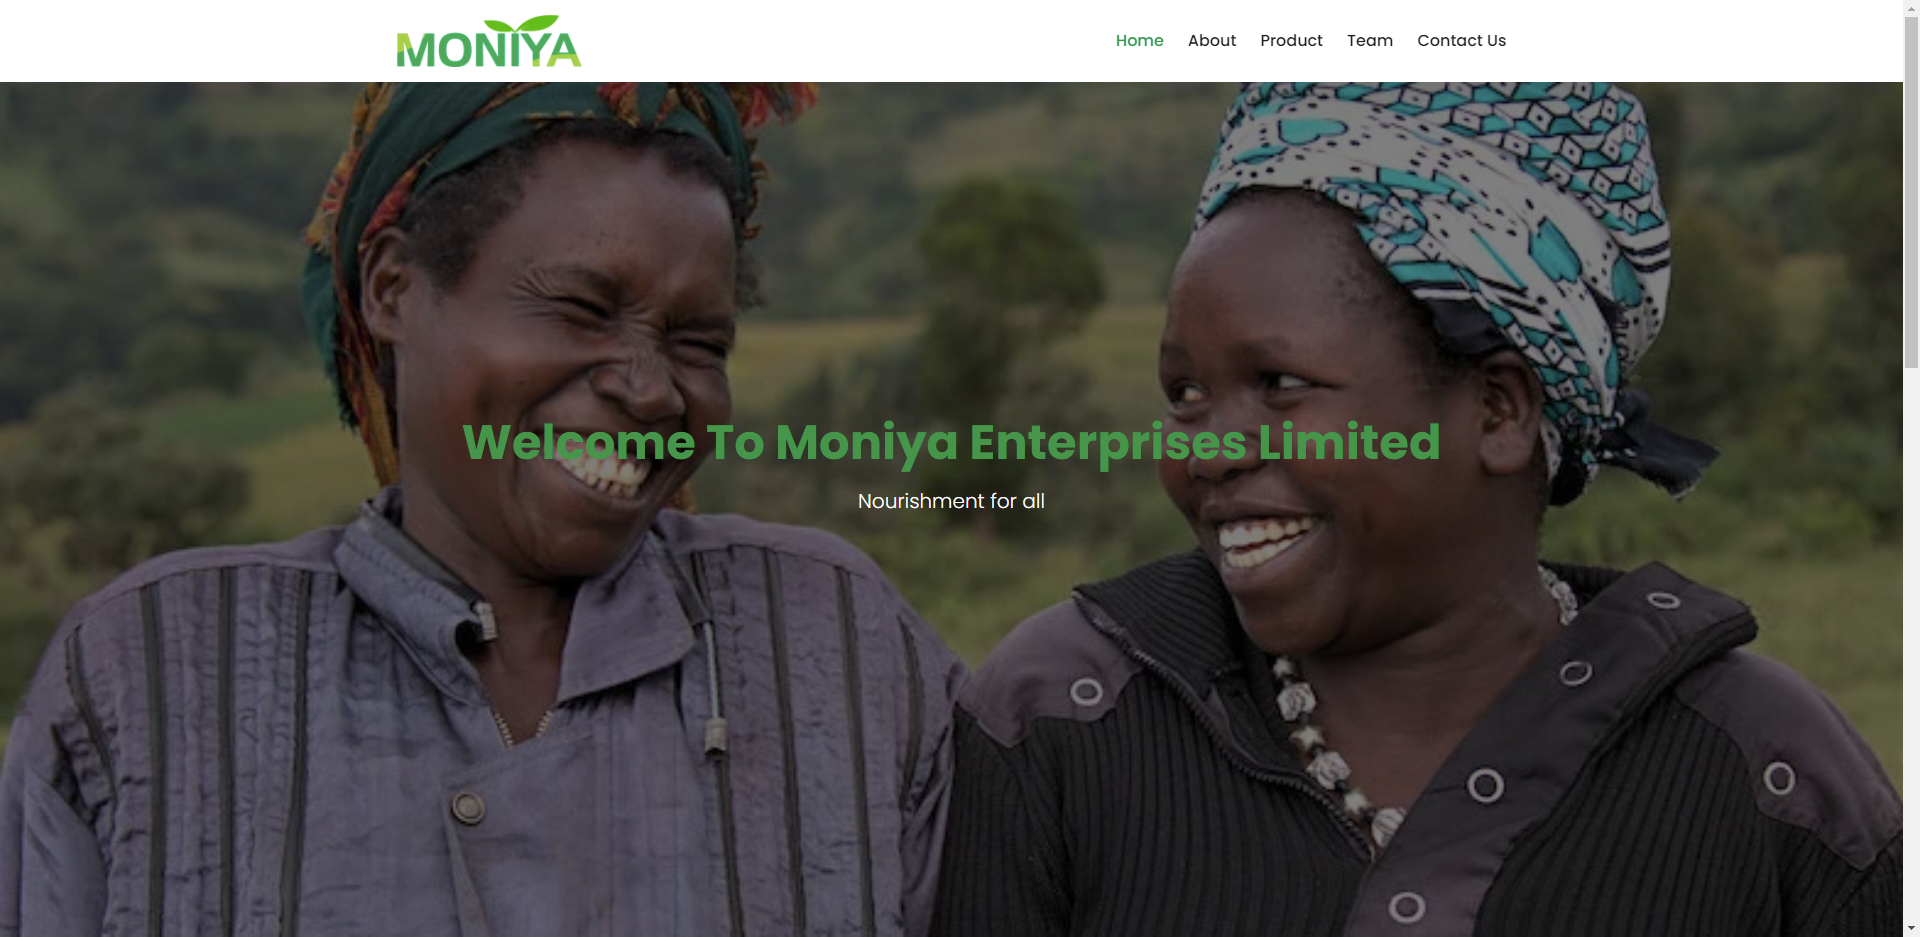 MONIYA
Home About Product Team Contact Us
Welcome To Moniya Enterprises Limited
Nourishment for all